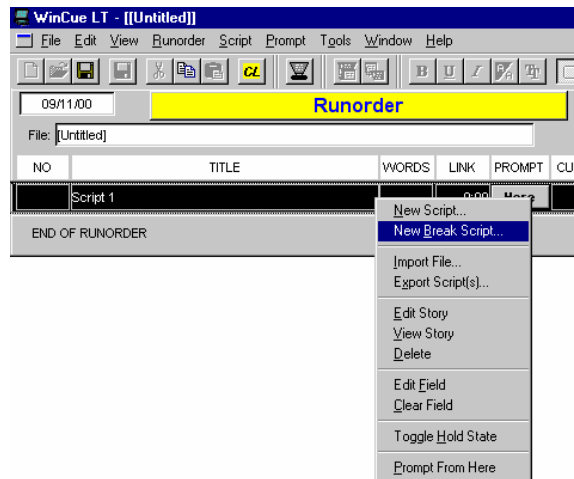 WinCue LT - [[Untitled]]
File Edit View Runorder Script Prompt Tools Window Help
CL B U I
09/11/00 Runorder
File: [Untitled]
NO TITLE WORDS LINK PROMPT CU
Script 1 0:00 Here
END OF RUNORDER
New Script...
New Break Script...
Import File...
Export Script(s)...
Edit Story
View Story
Delete
Edit Field
Clear Field
Toggle Hold State
Prompt From Here